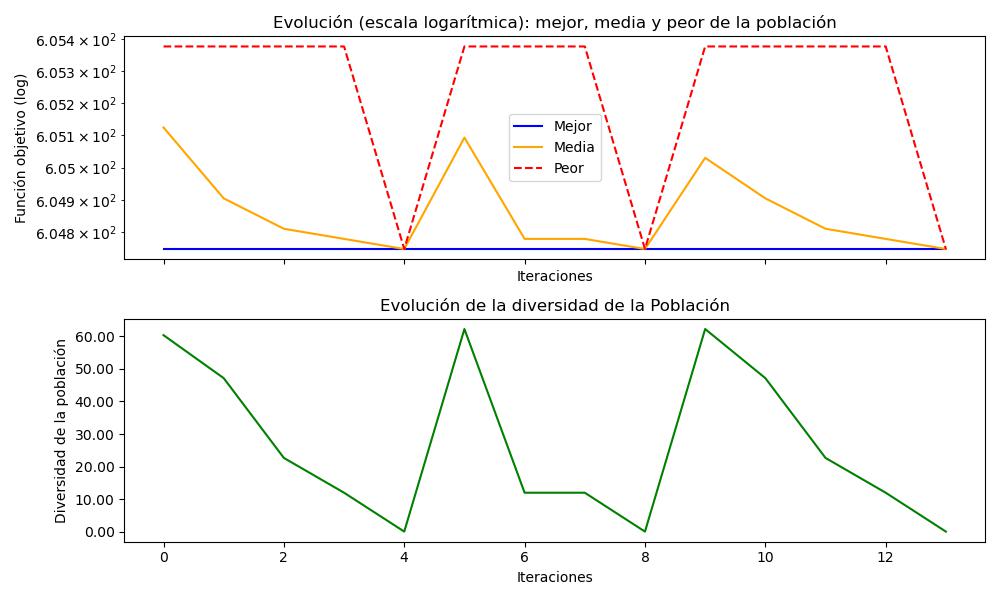 Evolución (escala logarítmica): mejor, media y peor de la población
Función objetivo (log)
6.054 × 10²
6.053 × 10²
6.052 × 10²
6.051 × 10²
6.05 × 10²
6.049 × 10²
6.048 × 10²
Mejor
Media
Peor
Iteraciones
Evolución de la diversidad de la Población
Diversidad de la población
60.00
50.00
40.00
30.00
20.00
10.00
0.00
0 2 4 6 8 10 12
Iteraciones